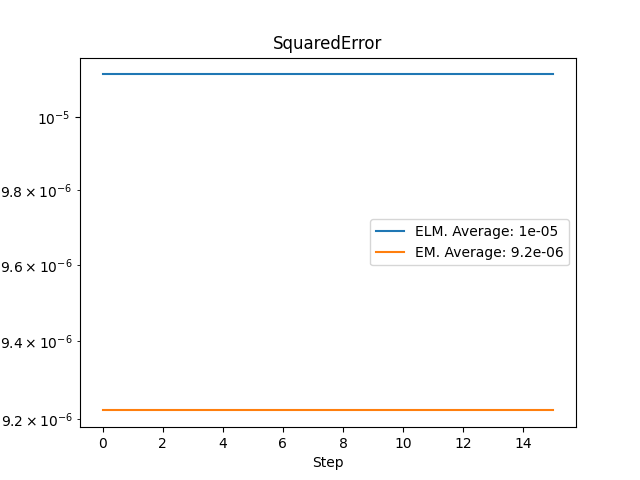 SquaredError
10⁻⁵
9.8 × 10⁻⁶
9.6 × 10⁻⁶
9.4 × 10⁻⁶
9.2 × 10⁻⁶
ELM. Average: 1e-05
EM. Average: 9.2e-06
0 2 4 6 8 10 12 14
Step